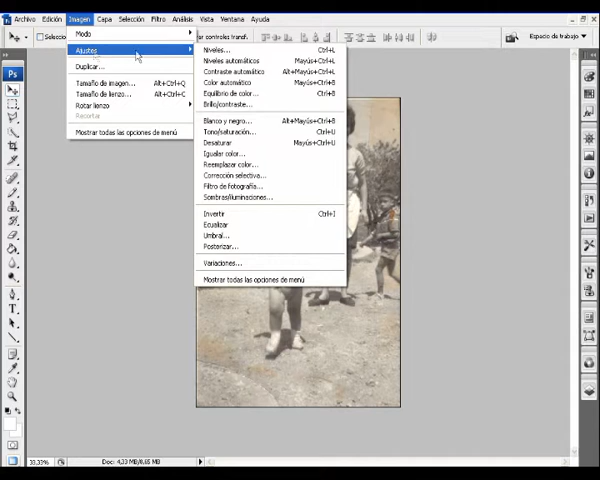 Archivo Edición Imagen Capa Selección Filtro Análisis Vista Ventana Ayuda
Espacio de trabajo
Modo
Ajustes
Duplicar...
Tamaño de imagen... Alt+Ctrl+Q
Tamaño de lienzo... Alt+Ctrl+C
Rotar lienzo
Recortar
Mostrar todas las opciones de menú
Niveles... Ctrl+L
Niveles automáticos Mayús+Ctrl+L
Contraste automático Alt+Mayús+Ctrl+L
Color automático Mayús+Ctrl+B
Equilibrio de color... Ctrl+B
Brillo/contraste...
Blanco y negro... Alt+Mayús+Ctrl+B
Tono/saturación... Ctrl+U
Desaturar Mayús+Ctrl+U
Igualar color...
Reemplazar color...
Corrección selectiva...
Filtro de fotografía...
Sombras/iluminaciones...
Invertir Ctrl+I
Ecualizar
Umbral...
Posterizar...
Variaciones...
Mostrar todas las opciones de menú
Ps
T
33,33% Doc: 4,33 MB/8,65 MB